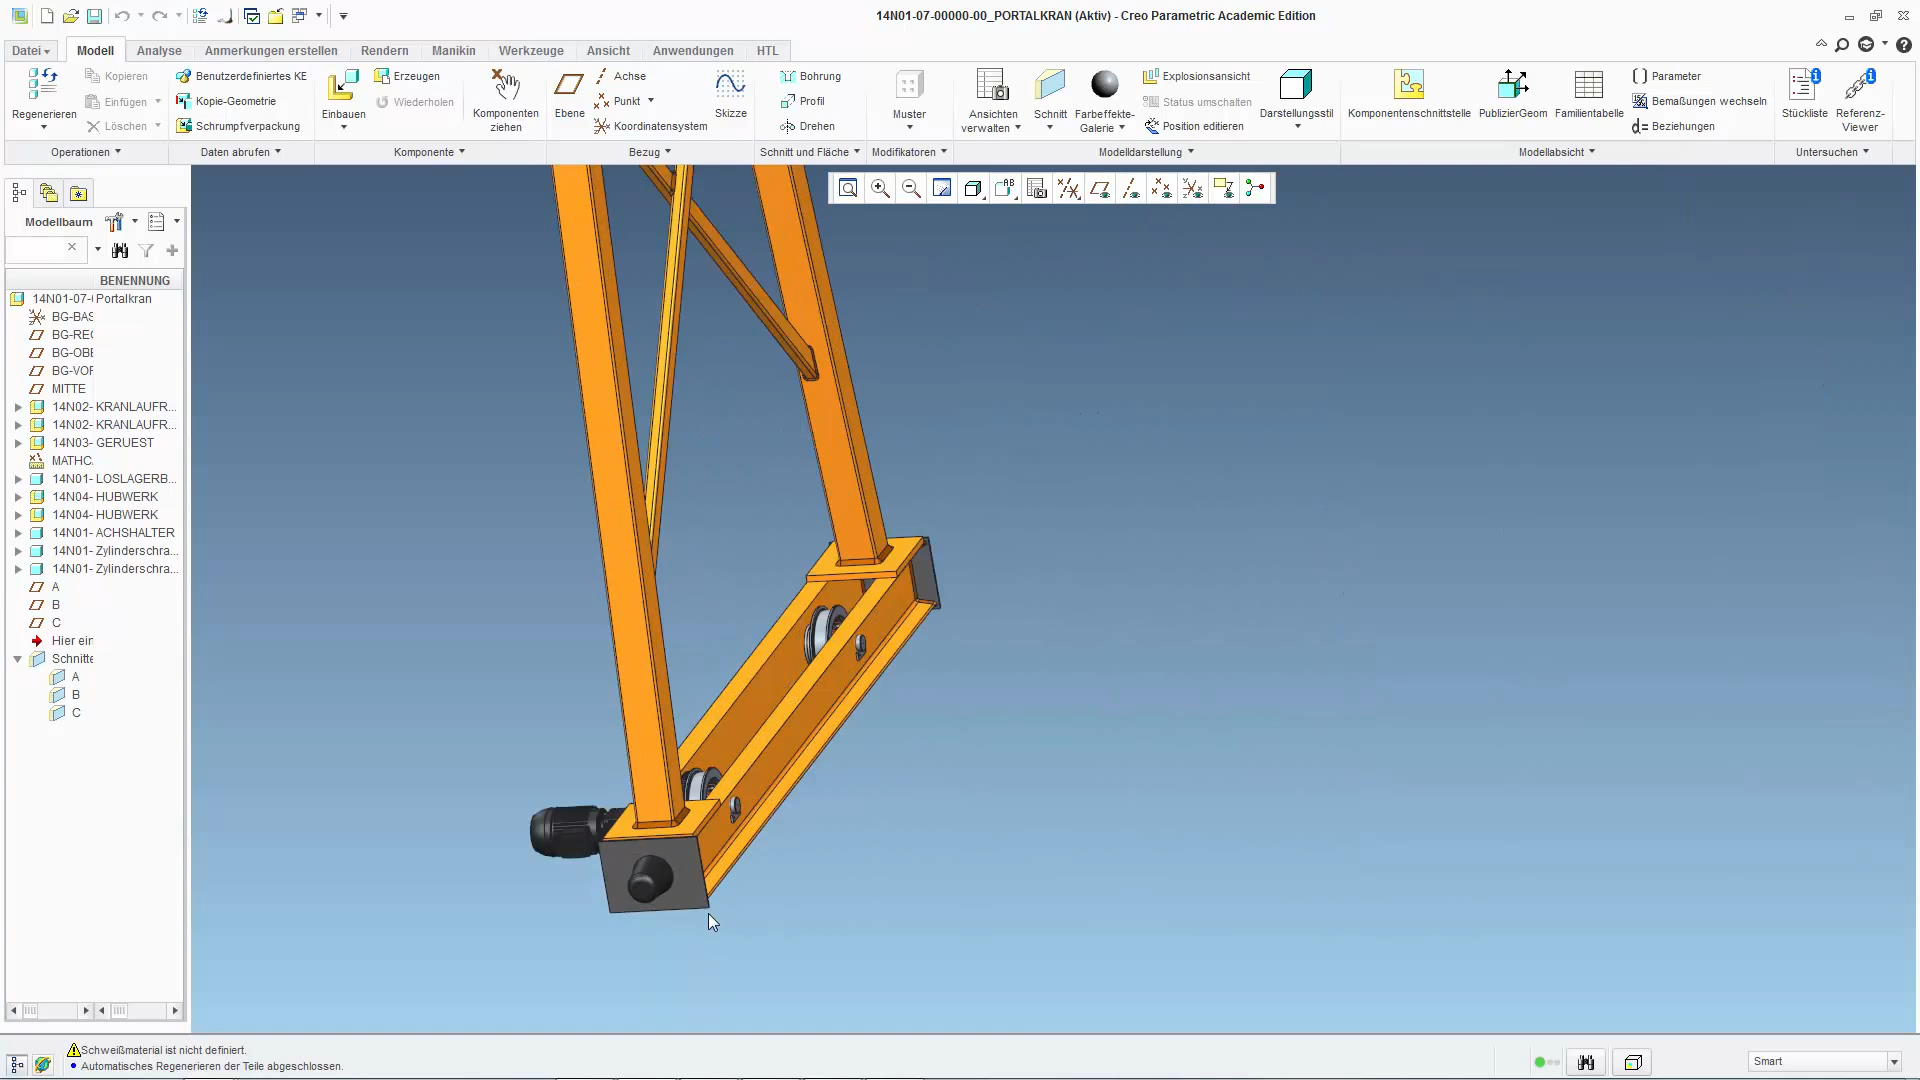 14N01-07-00000-00_PORTALKRAN (Aktiv) - Creo Parametric Academic Edition
Datei Modell Analyse Anmerkungen erstellen Rendern Manikin Werkzeuge Ansicht Anwendungen HTL
Regenerieren
Kopieren
Einfügen
Löschen
Operationen
Benutzerdefiniertes KE
Kopie-Geometrie
Schrumpfverpackung
Daten abrufen
Einbauen
Erzeugen
Wiederholen
Komponenten
ziehen
Komponente
Ebene
Achse
Punkt
Koordinatensystem
Skizze
Bezug
Bohrung
Profil
Drehen
Schnitt und Fläche
Muster
Modifikatoren
Ansichten
verwalten
Schnitt
Farbeffekte-
Galerie
Explosionsansicht
Status umschalten
Position editieren
Darstellungsstil
Modelldarstellung
Komponentenschnittstelle
PublizierGeom
Familientabelle
Parameter
Bemaßungen wechseln
Beziehungen
Modellabsicht
Stückliste
Referenz-
Viewer
Untersuchen
Modellbaum
BENENNUNG
14N01-07-( Portalkran
BG-BAS
BG-REC
BG-OBE
BG-VOR
MITTE
14N02- KRANLAUFR...
14N02- KRANLAUFR...
14N03- GERUEST
MATHC.
14N01- LOSLAGERB...
14N04- HUBWERK
14N04- HUBWERK
14N01- ACHSHALTER
14N01- Zylinderschra...
14N01- Zylinderschra...
A
B
C
Hier ein
Schnitte
A
B
C
Schweißmaterial ist nicht definiert.
• Automatisches Regenerieren der Teile abgeschlossen.
Smart